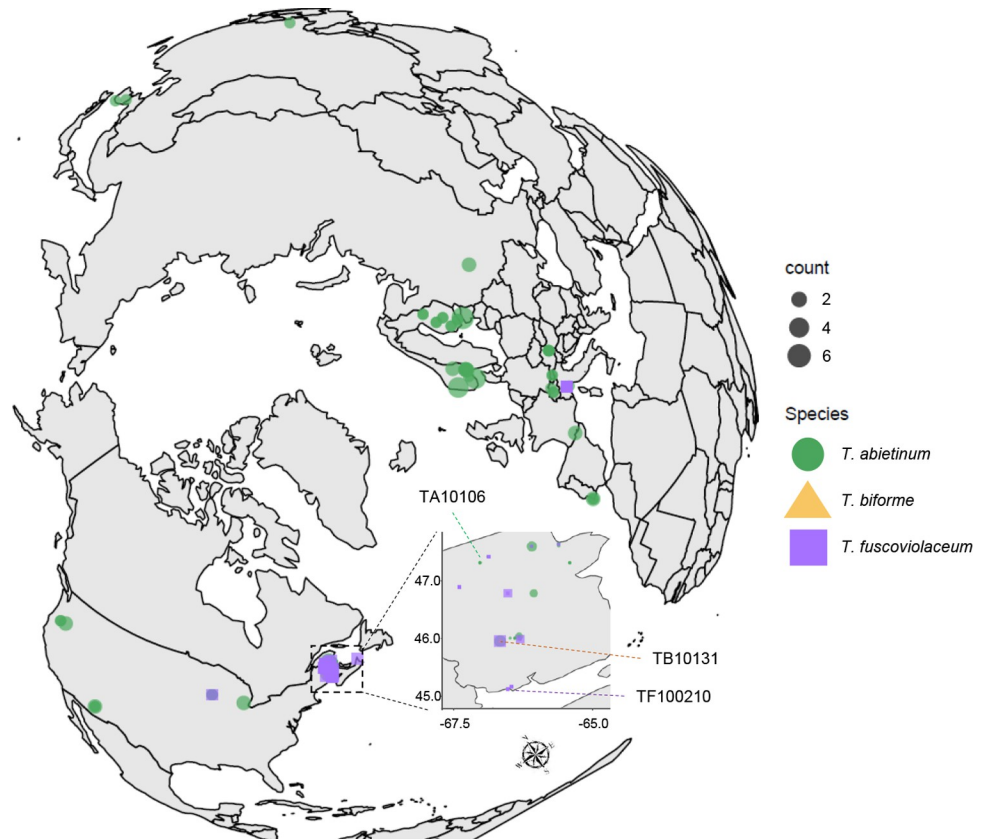 count
2
4
6
Species
T. abietinum
T. biforme
T. fuscoviolaceum
TA10106
47.0
46.0
TB10131
TF100210
45.0
-67.5
-65.0